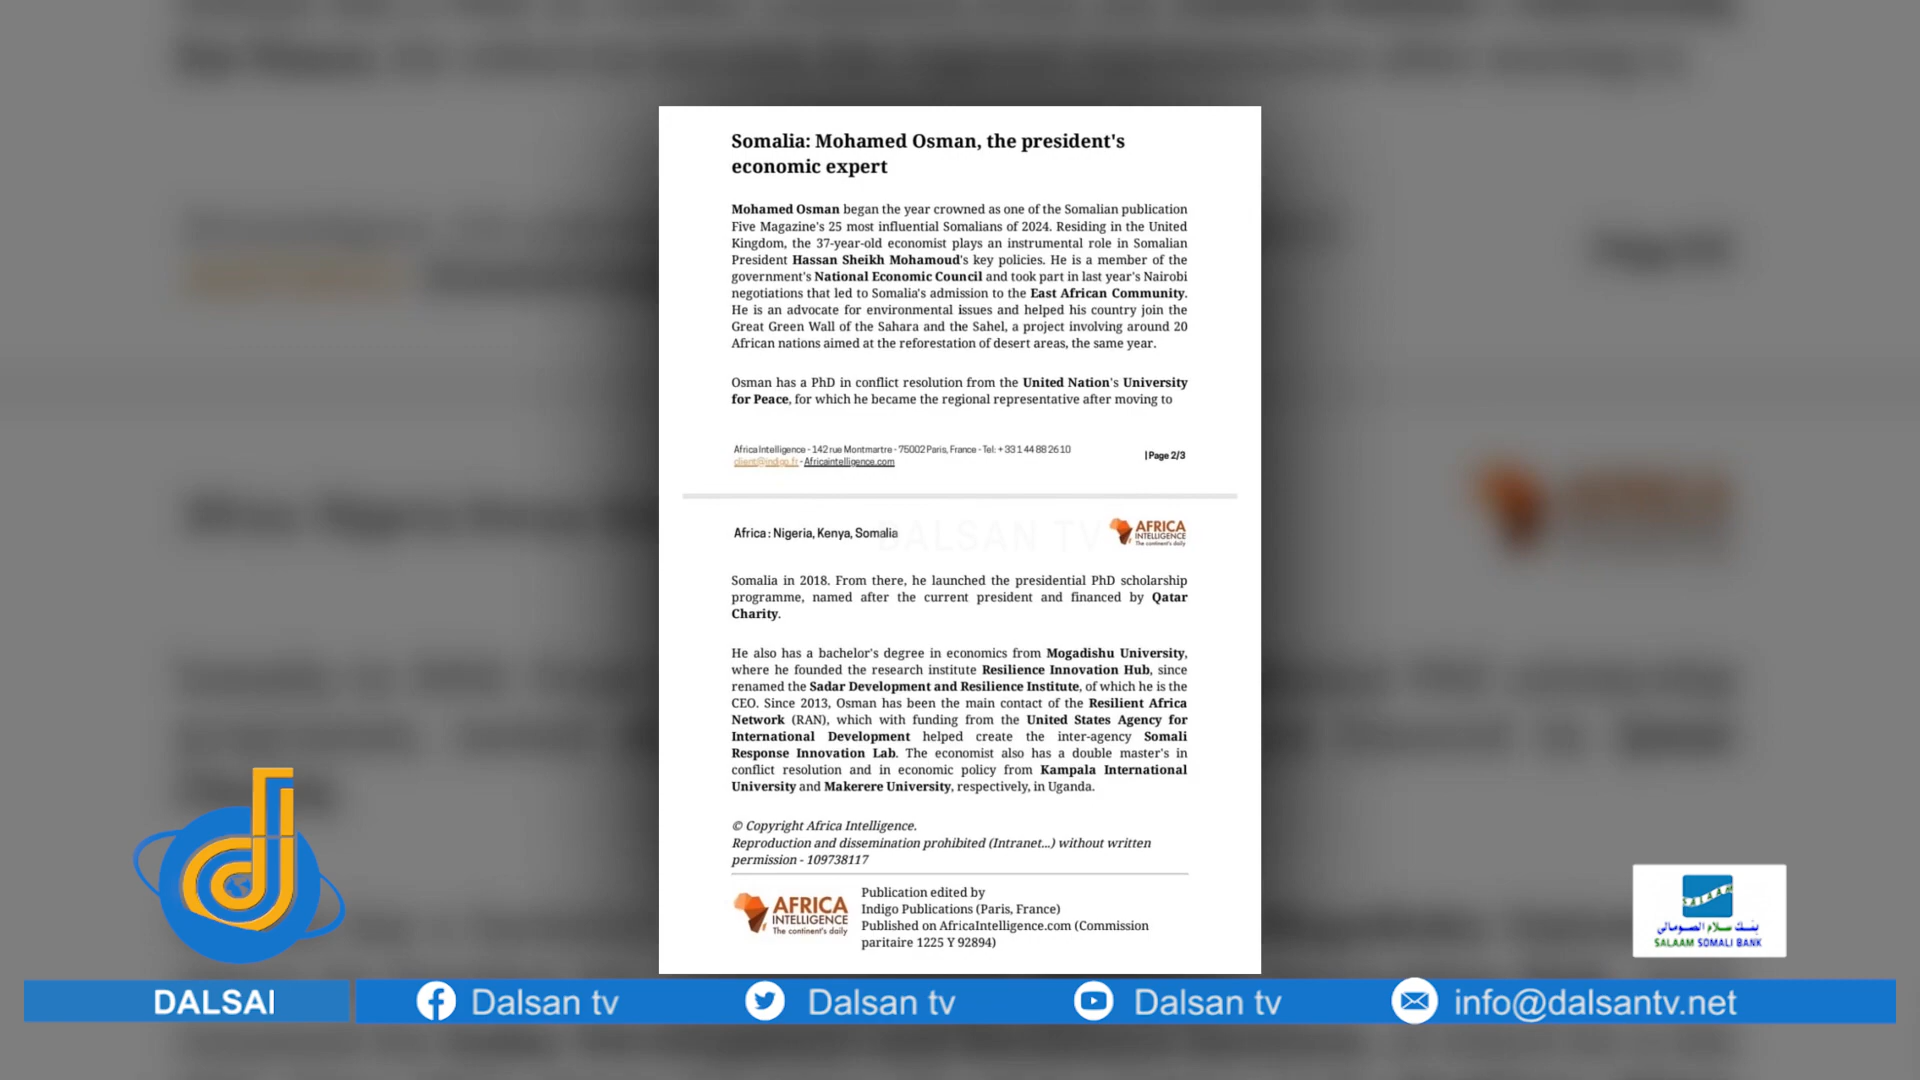 Somalia: Mohamed Osman, the president's
economic expert
Mohamed Osman began the year crowned as one of the Somalian publication
Five Magazine's 25 most influential Somalians of 2024. Residing in the United
Kingdom, the 37-year-old economist plays an instrumental role in Somalian
President Hassan Sheikh Mohamoud's key policies. He is a member of the
government's National Economic Council and took part in last year's Nairobi
negotiations that led to Somalia's admission to the East African Community.
He is an advocate for environmental issues and helped his country join the
Great Green Wall of the Sahara and the Sahel, a project involving around 20
African nations aimed at the reforestation of desert areas, the same year.
Osman has a PhD in conflict resolution from the United Nation's University
for Peace, for which he became the regional representative after moving to
Africa Intelligence - 142 rue Montmartre - 75002 Paris, France - Tel: + 33 1 44 88 26 10
client@indigo.fr - Africaintelligence.com
| Page 2/3
DALSAN TV
Africa : Nigeria, Kenya, Somalia
AFRICA
INTELLIGENCE
The continent's daily
Somalia in 2018. From there, he launched the presidential PhD scholarship
programme, named after the current president and financed by Qatar
Charity.
He also has a bachelor's degree in economics from Mogadishu University,
where he founded the research institute Resilience Innovation Hub, since
renamed the Sadar Development and Resilience Institute, of which he is the
CEO. Since 2013, Osman has been the main contact of the Resilient Africa
Network (RAN), which with funding from the United States Agency for
International Development helped create the inter-agency Somali
Response Innovation Lab. The economist also has a double master's in
conflict resolution and in economic policy from Kampala International
University and Makerere University, respectively, in Uganda.
© Copyright Africa Intelligence.
Reproduction and dissemination prohibited (Intranet...) without written
permission - 109738117
AFRICA
INTELLIGENCE
The continent's daily
Publication edited by
Indigo Publications (Paris, France)
Published on AfricaIntelligence.com (Commission
paritaire 1225 Y 92894)
SALAAM
بنك سلام الصومالي
SALAAM SOMALI BANK
DALSAI
Dalsan tv
Dalsan tv
Dalsan tv
info@dalsantv.net